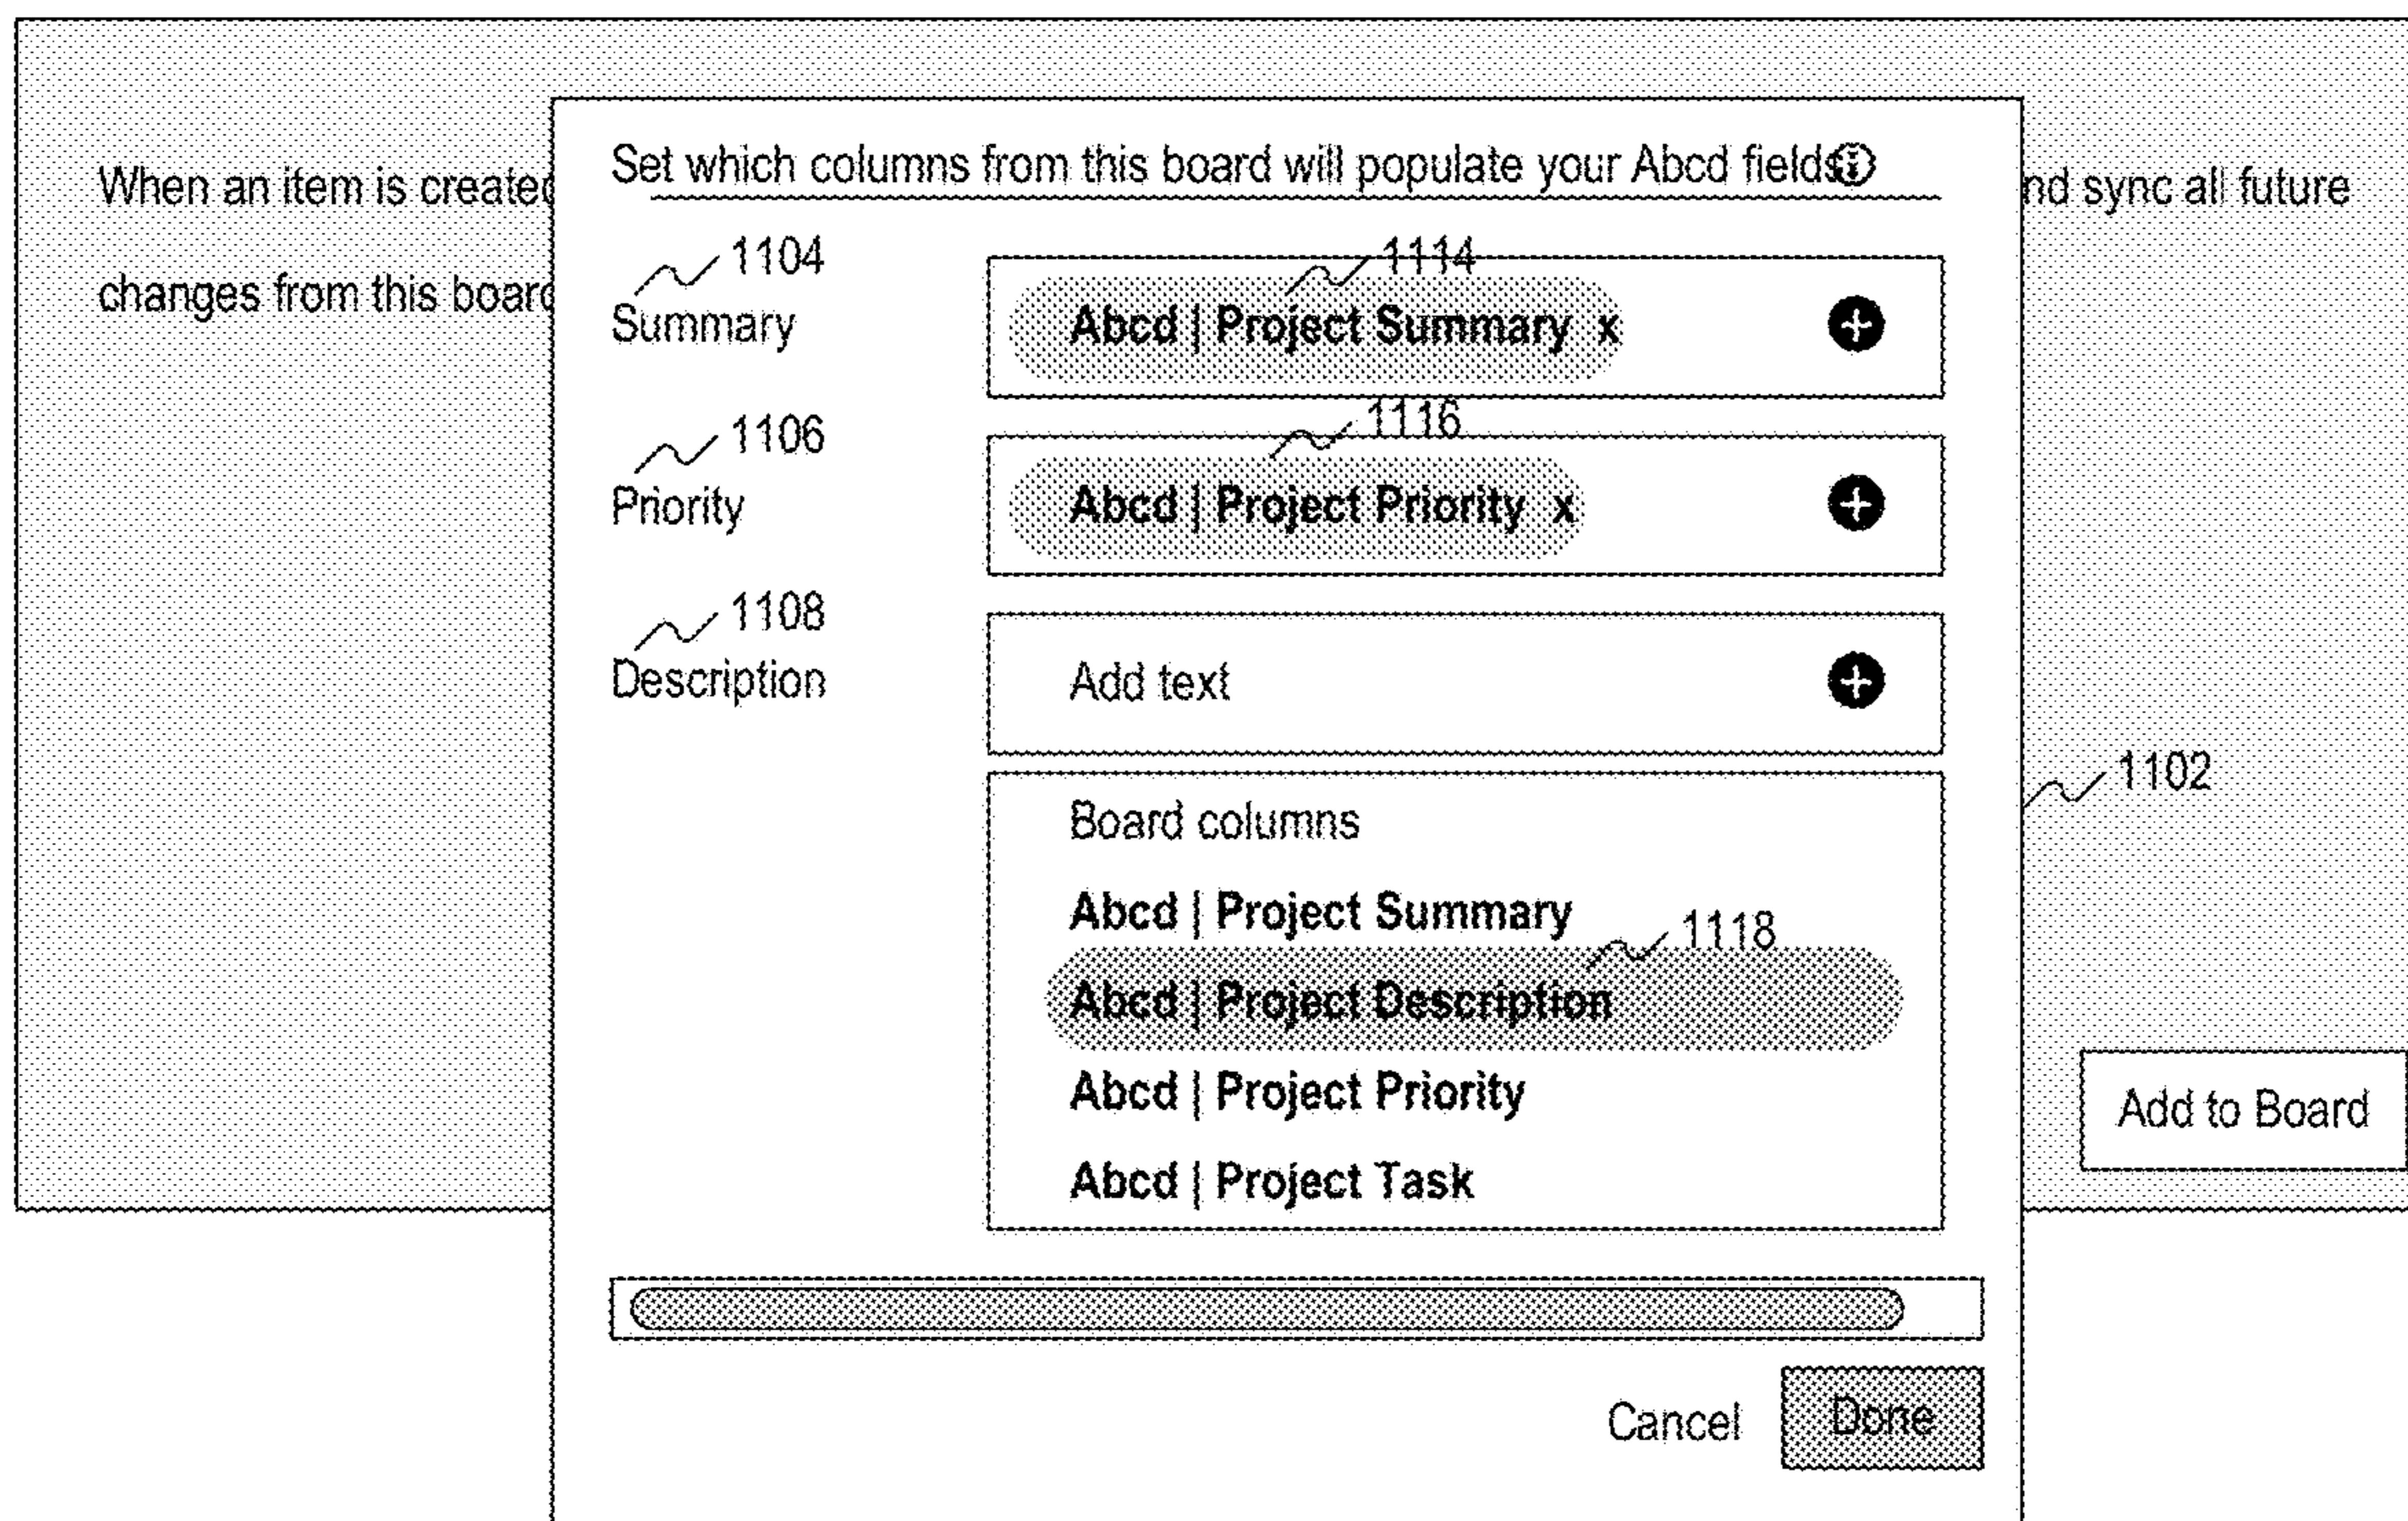 Set which columns from this board will populate your Abcd fields
When an item is created
nd sync all future
changes from this board
1104
1114
Summary
Abcd | Project Summary x
1106
1116
Priority
Abcd | Project Priority x
1108
Description
Add text
1102
Board columns
Abcd | Project Summary
1118
Abcd | Project Description
Abcd | Project Priority
Add to Board
Abcd | Project Task
Cancel
Done